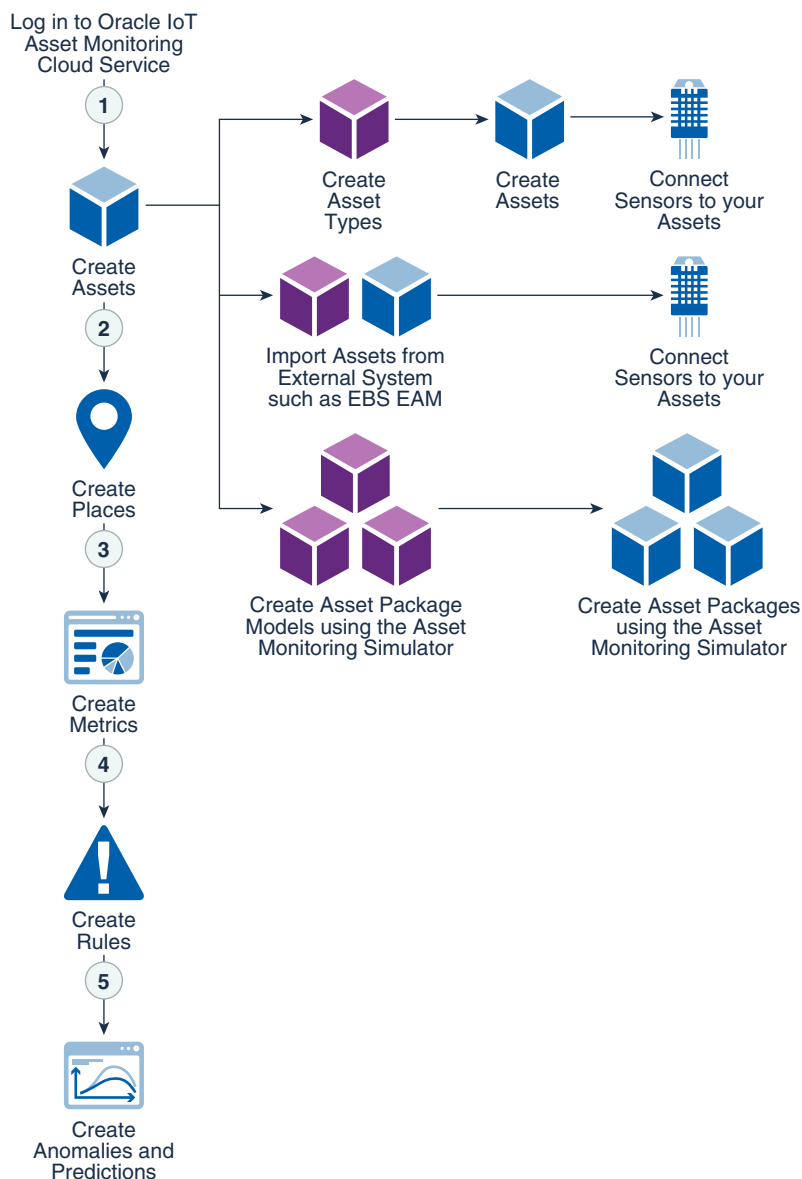 Log in to Oracle IoT
Asset Monitoring
Cloud Service
1
Create
Assets
2
Create
Places
3
Create
Metrics
4
Create
Rules
5
Create
Anomalies and
Predictions
Create
Asset
Types
Create
Assets
Connect
Sensors to your
Assets
Import Assets from
External System
such as EBS EAM
Connect
Sensors to your
Assets
Create Asset Package
Models using the Asset
Monitoring Simulator
Create Asset Packages
using the Asset
Monitoring Simulator